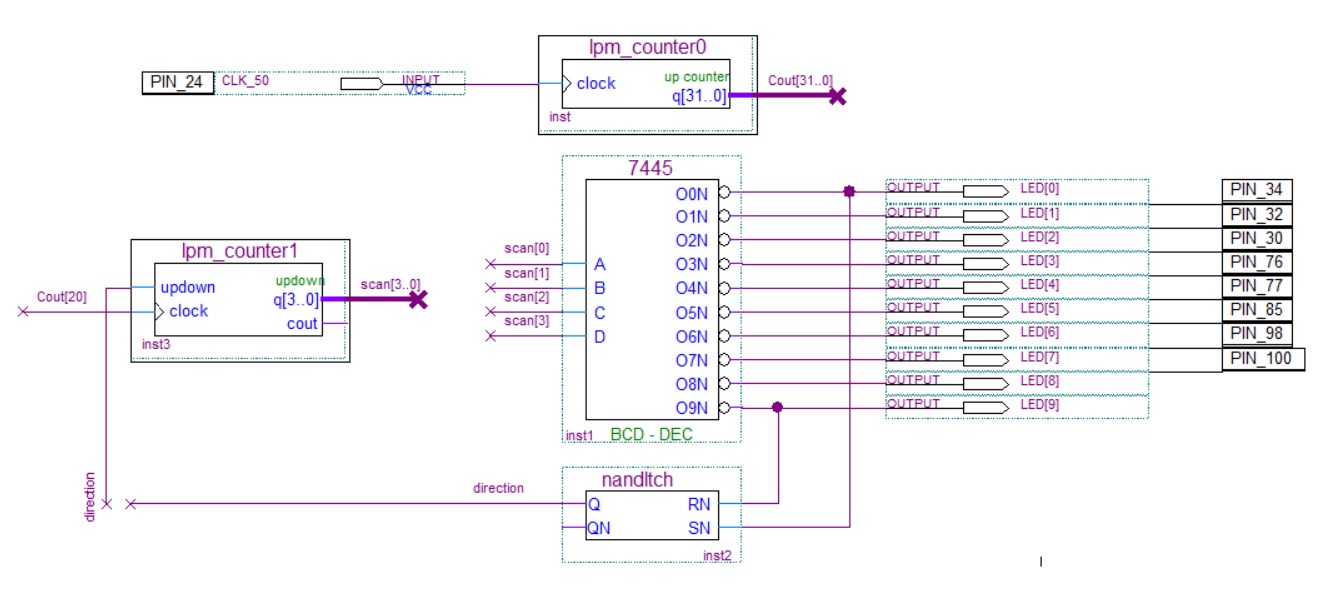 lpm_counter0
PIN_24 CLK_50 INPUT VCC
clock
up counter
q[31..0]
Cout[31..0]
inst
7445
O0N OUTPUT LED[0] PIN_34
O1N OUTPUT LED[1] PIN_32
O2N OUTPUT LED[2] PIN_30
scan[0] A O3N OUTPUT LED[3] PIN_76
scan[1] B O4N OUTPUT LED[4] PIN_77
scan[2] C O5N OUTPUT LED[5] PIN_85
scan[3] D O6N OUTPUT LED[6] PIN_98
O7N OUTPUT LED[7] PIN_100
O8N OUTPUT LED[8]
O9N OUTPUT LED[9]
inst1 BCD - DEC
lpm_counter1
updown updown
q[3..0] scan[3..0]
Cout[20] clock
cout
inst3
nandltch
direction direction Q RN
QN SN
inst2